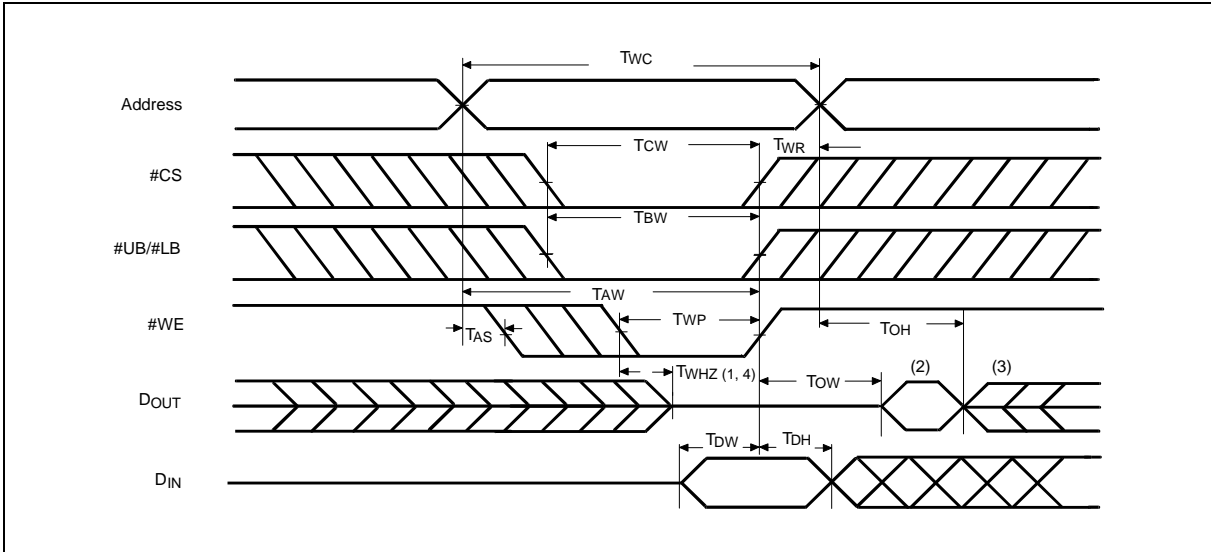 TWC
Address
TCW
TWR
#CS
TBW
#UB/#LB
TAW
#WE
TAS
TWP
TOH
TWHZ (1, 4)
TOW
(2)
(3)
DOUT
TDW
TDH
DIN